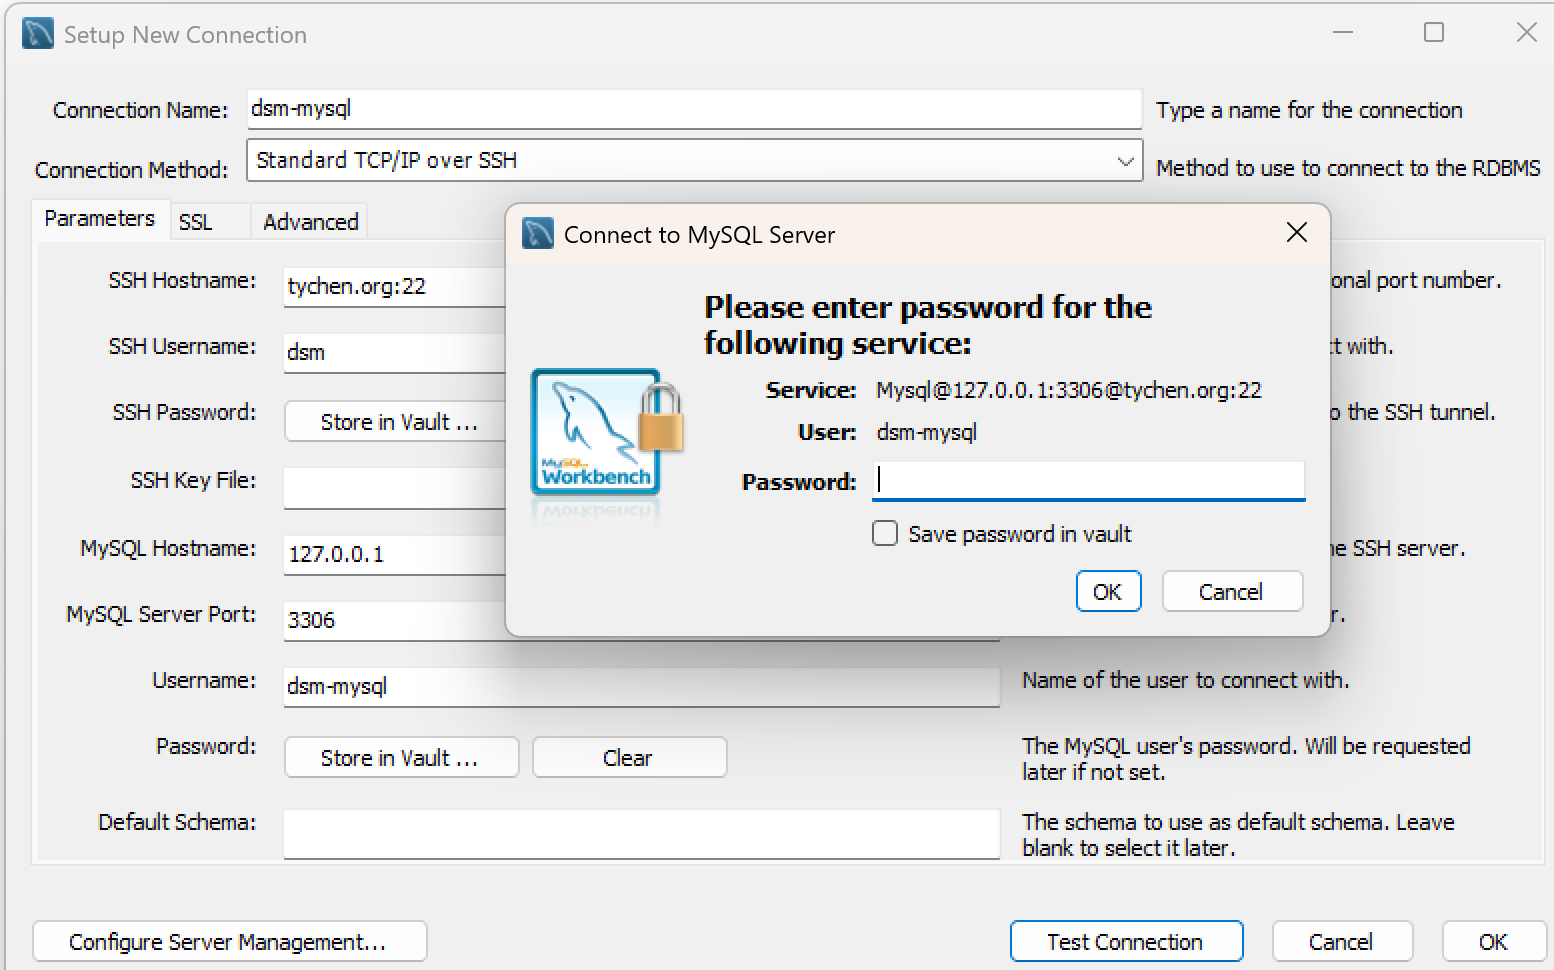 Setup New Connection
Connection Name: dsm-mysql Type a name for the connection
Connection Method: Standard TCP/IP over SSH Method to use to connect to the RDBMS
Parameters SSL Advanced
Connect to MySQL Server
SSH Hostname: tychen.org:22 onal port number.
Please enter password for the
following service:
SSH Username: dsm t with.
Service: Mysql@127.0.0.1:3306@tychen.org:22
SSH Password: Store in Vault ... o the SSH tunnel.
User: dsm-mysql
MySQL Workbench
SSH Key File:
Password:
Save password in vault
MySQL Hostname: 127.0.0.1 e SSH server.
OK Cancel
MySQL Server Port: 3306 r.
Username: dsm-mysql Name of the user to connect with.
Password: Store in Vault ... Clear The MySQL user's password. Will be requested
later if not set.
Default Schema: The schema to use as default schema. Leave
blank to select it later.
Configure Server Management... Test Connection Cancel OK